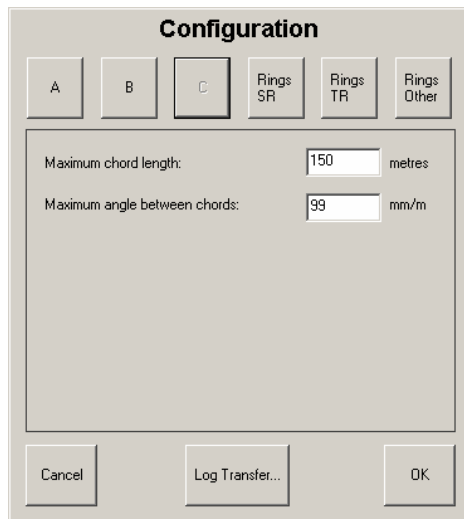 Configuration
A
B
C
Rings
SR
Rings
TR
Rings
Other
Maximum chord length:
150
metres
Maximum angle between chords:
99
mm/m
Cancel
Log Transfer...
OK